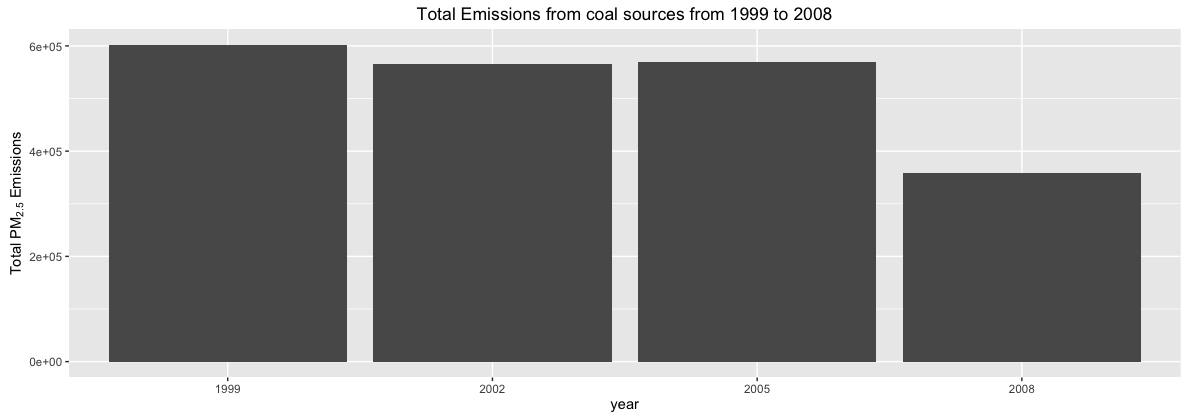 Total Emissions from coal sources from 1999 to 2008
Total PM2.5 Emissions
6e+05
4e+05
2e+05
0e+00
1999 2002 2005 2008
year